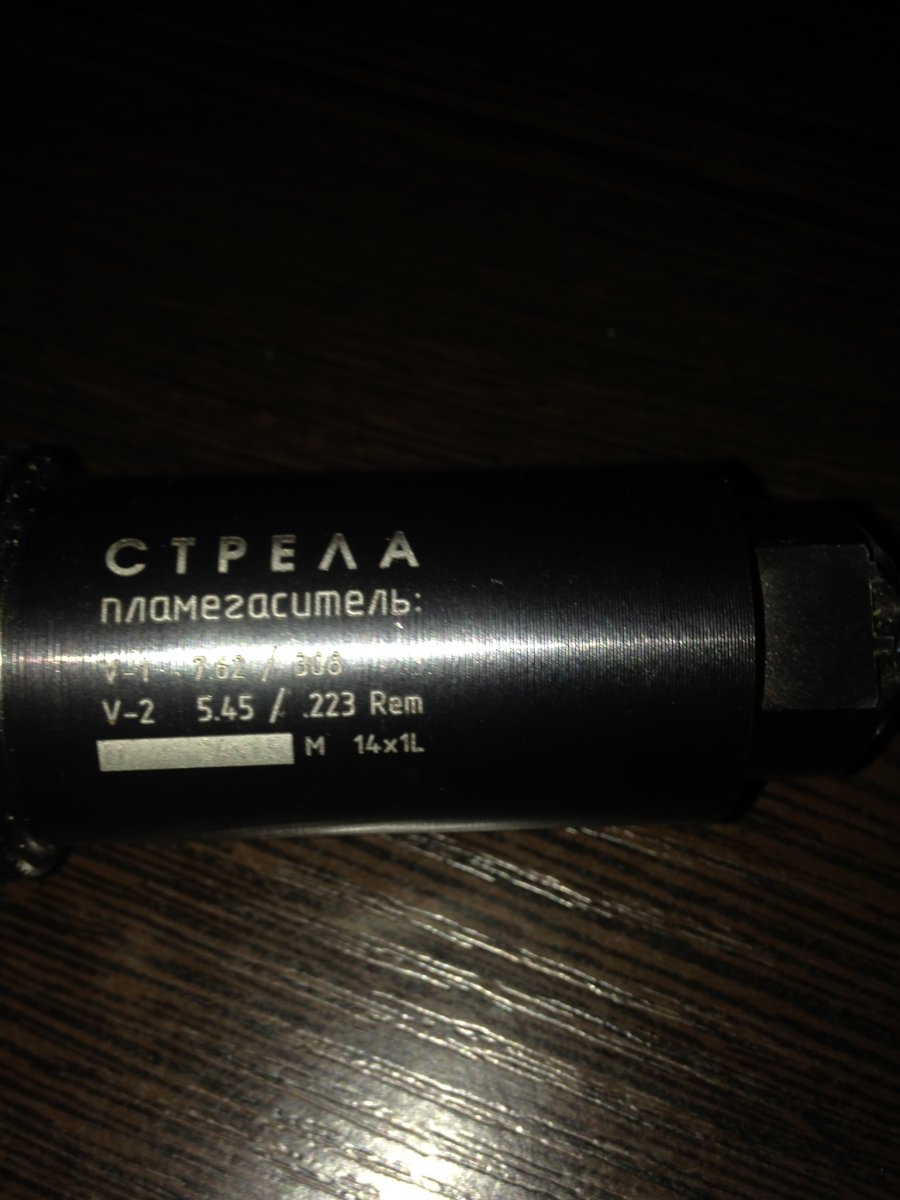 СТРЕЛА
пламегаситель:
V-1 7.62 / 308
V-2 5.45 / .223 Rem
M 14x1L